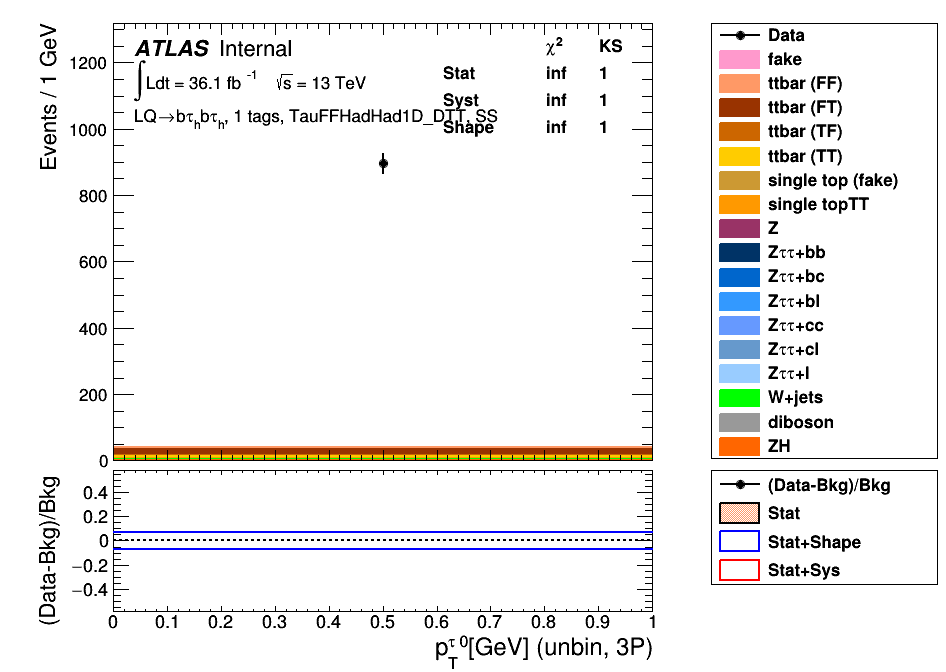 Events / 1 GeV
1200
1000
800
600
400
200
0
ATLAS Internal
∫Ldt = 36.1 fb⁻¹ √s = 13 TeV
LQ→bτₕbτₕ, 1 tags, TauFFHadHad1D_DTT, SS
χ² KS
Stat inf 1
Syst inf 1
Shape inf 1
(Data-Bkg)/Bkg
0.4
0.2
0
−0.2
−0.4
0 0.1 0.2 0.3 0.4 0.5 0.6 0.7 0.8 0.9 1
p_T^{τ 0}[GeV] (unbin, 3P)
Data
fake
ttbar (FF)
ttbar (FT)
ttbar (TF)
ttbar (TT)
single top (fake)
single topTT
Z
Zττ+bb
Zττ+bc
Zττ+bl
Zττ+cc
Zττ+cl
Zττ+l
W+jets
diboson
ZH
(Data-Bkg)/Bkg
Stat
Stat+Shape
Stat+Sys